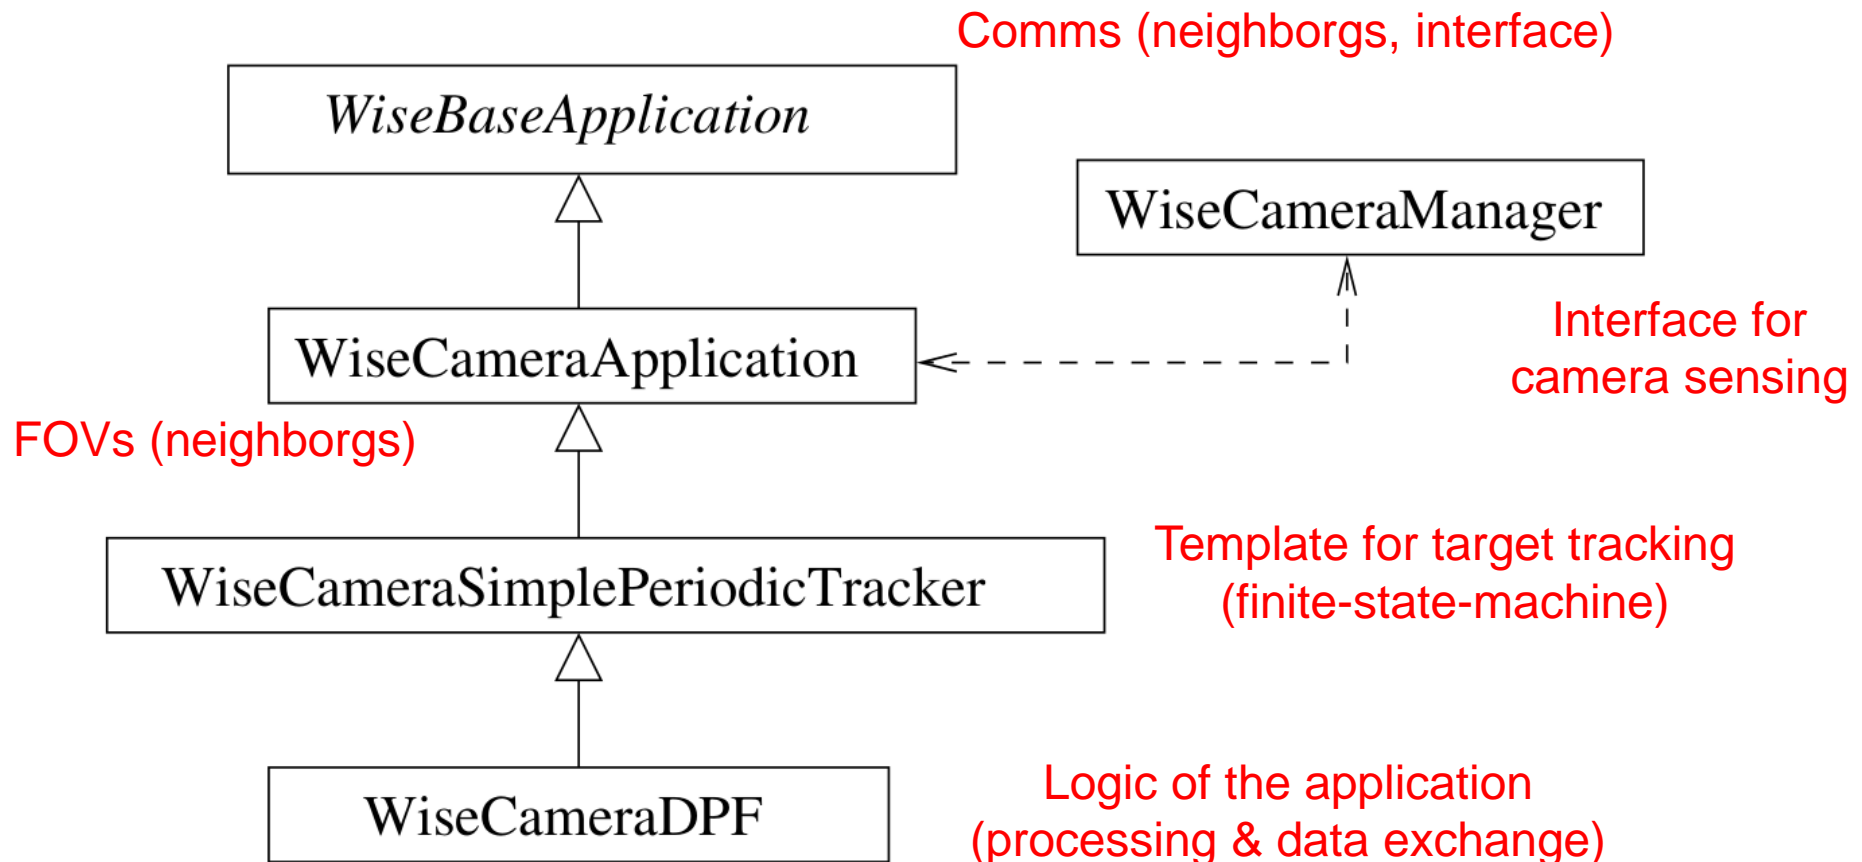 Comms (neighborgs, interface)
WiseBaseApplication
WiseCameraManager
Interface for
camera sensing
WiseCameraApplication
FOVs (neighborgs)
Template for target tracking
(finite-state-machine)
WiseCameraSimplePeriodicTracker
Logic of the application
(processing & data exchange)
WiseCameraDPF